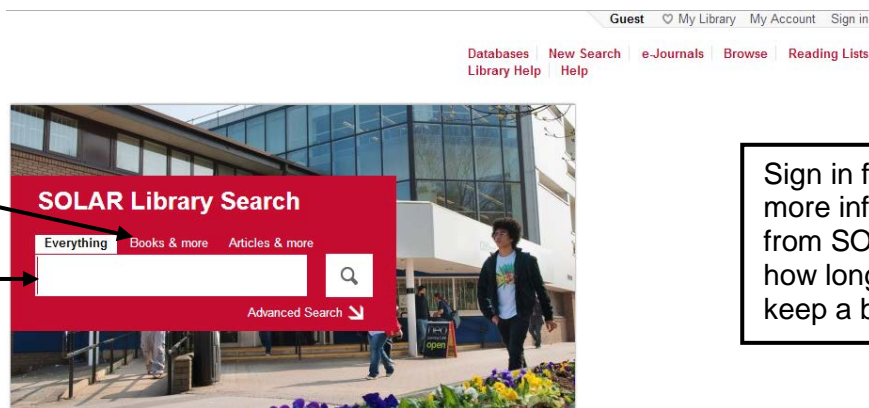 Guest ♡ My Library My Account Sign in
Databases New Search e-Journals Browse Reading Lists
Library Help Help
SOLAR Library Search
Everything Books & more Articles & more
Advanced Search
open
Sign in f
more inf
from SO
how long
keep a b